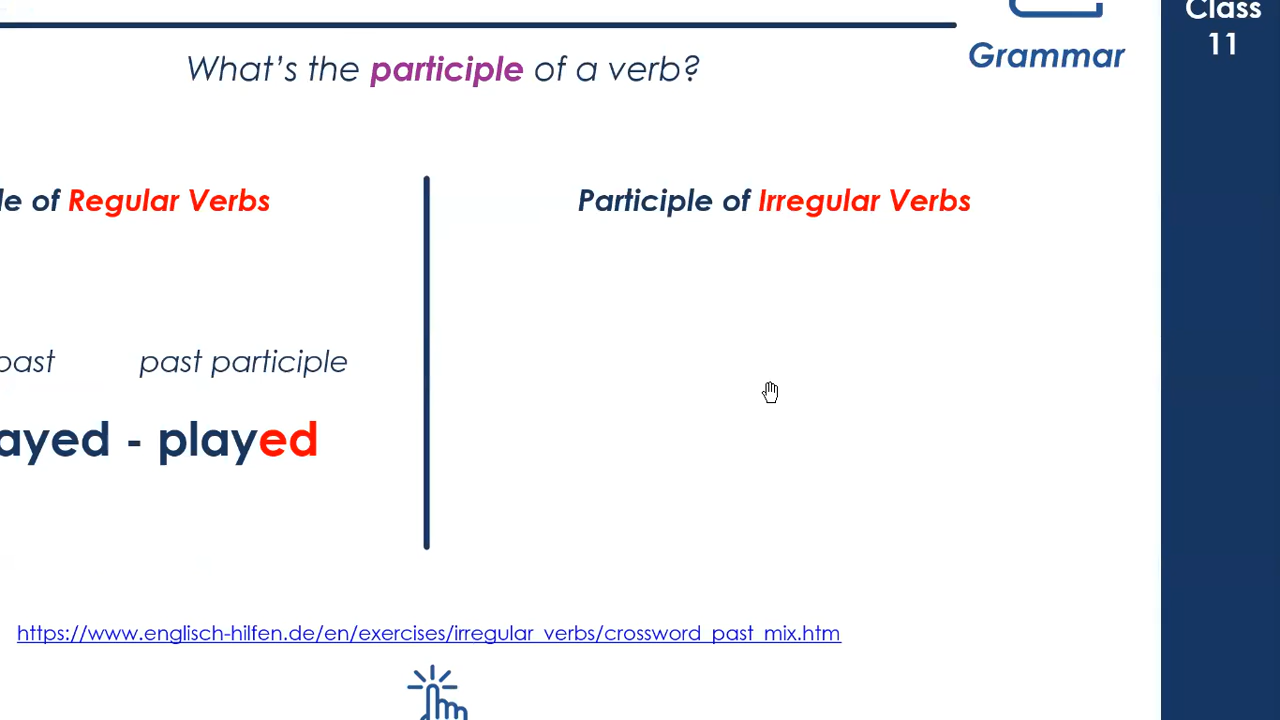 Class
11
Grammar
What's the participle of a verb?
le of Regular Verbs
Participle of Irregular Verbs
past participle
ayed - played
https://www.englisch-hilfen.de/en/exercises/irregular_verbs/crossword_past_mix.htm